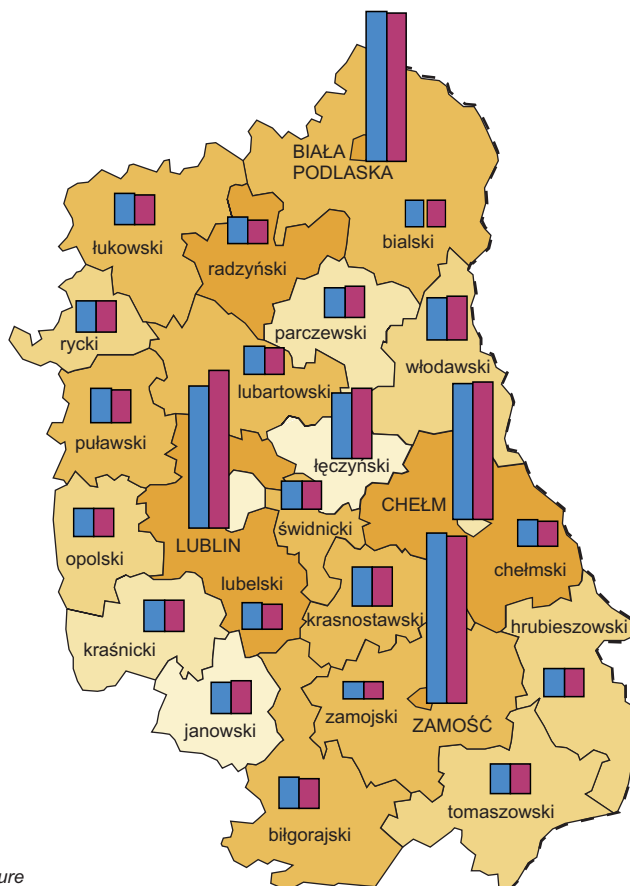 BIAŁA
PODLASKA
bialski
łukowski
radzyński
rycki
parczewski
włodawski
lubartowski
puławski
łęczyński
CHEŁM
świdnicki
LUBLIN
opolski
chełmski
lubelski
krasnostawski
hrubieszowski
kraśnicki
zamojski
ZAMOŚĆ
janowski
tomaszowski
biłgorajski
ure